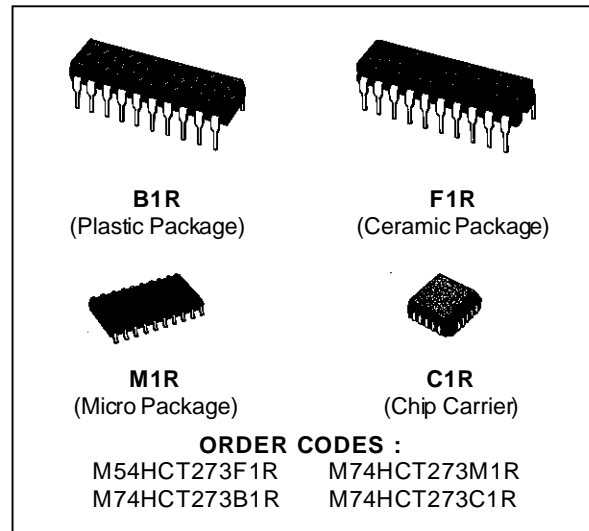 B1R
(Plastic Package)
F1R
(Ceramic Package)
M1R
(Micro Package)
C1R
(Chip Carrier)
ORDER CODES :
M54HCT273F1R M74HCT273M1R
M74HCT273B1R M74HCT273C1R